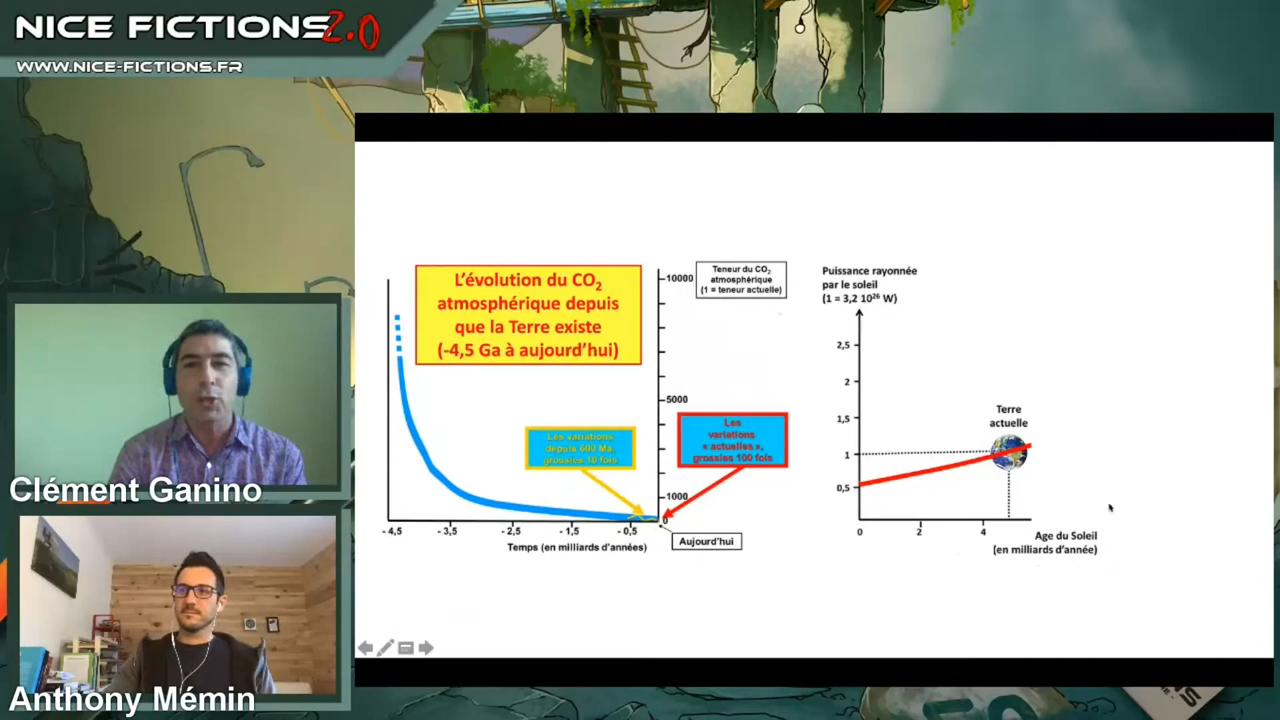 NICE FICTIONS 2.0
WWW.NICE-FICTIONS.FR
Clément Ganino
Anthony Mémin
L'évolution du CO₂
atmosphérique depuis
que la Terre existe
(-4,5 Ga à aujourd'hui)
Teneur du CO₂
atmosphérique
(1 = teneur actuelle)
10000
5000
1000
0
Les variations
depuis 600 Ma,
grossies 10 fois
Les
variations
« actuelles »,
grossies 100 fois
- 4,5
- 3,5
- 2,5
- 1,5
- 0,5
Temps (en milliards d'années)
Aujourd'hui
Puissance rayonnée
par le soleil
(1 = 3,2 10²⁶ W)
2,5
2
1,5
1
0,5
Terre
actuelle
0
2
4
Age du Soleil
(en milliards d'année)